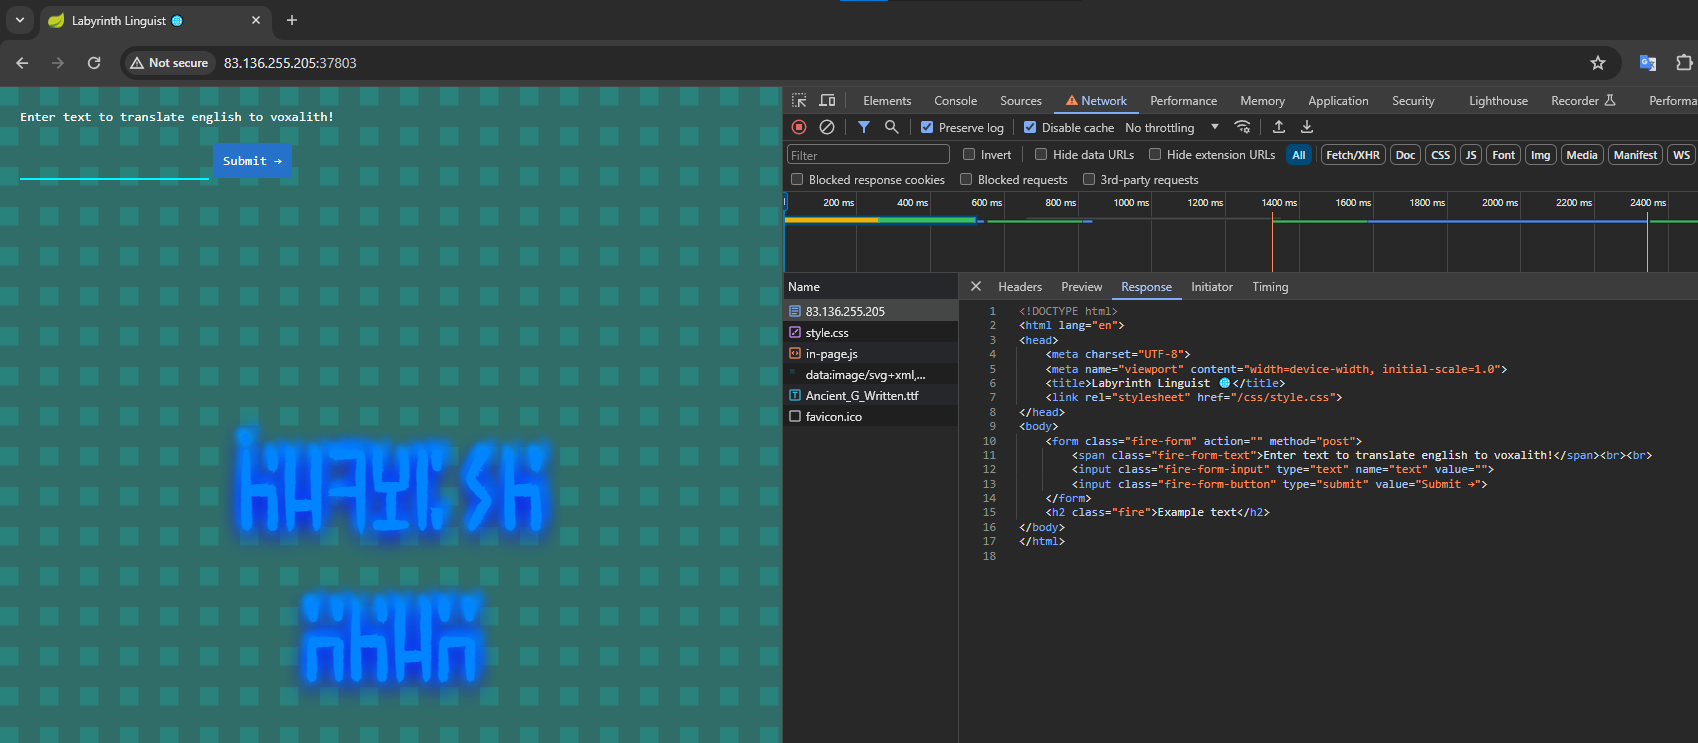 Labyrinth Linguist 🌐
Not secure 83.136.255.205:37803
Enter text to translate english to voxalith!
Submit →
Elements Console Sources Network Performance Memory Application Security Lighthouse Recorder Performa
Preserve log Disable cache No throttling
Filter Invert Hide data URLs Hide extension URLs All Fetch/XHR Doc CSS JS Font Img Media Manifest WS
Blocked response cookies Blocked requests 3rd-party requests
200 ms 400 ms 600 ms 800 ms 1000 ms 1200 ms 1400 ms 1600 ms 1800 ms 2000 ms 2200 ms 2400 ms
Name
83.136.255.205
style.css
in-page.js
data:image/svg+xml,...
Ancient_G_Written.ttf
favicon.ico
Headers Preview Response Initiator Timing
1 <!DOCTYPE html>
2 <html lang="en">
3 <head>
4 <meta charset="UTF-8">
5 <meta name="viewport" content="width=device-width, initial-scale=1.0">
6 <title>Labyrinth Linguist 🌐</title>
7 <link rel="stylesheet" href="/css/style.css">
8 </head>
9 <body>
10 <form class="fire-form" action="" method="post">
11 <span class="fire-form-text">Enter text to translate english to voxalith!</span><br><br>
12 <input class="fire-form-input" type="text" name="text" value="">
13 <input class="fire-form-button" type="submit" value="Submit →">
14 </form>
15 <h2 class="fire">Example text</h2>
16 </body>
17 </html>
18